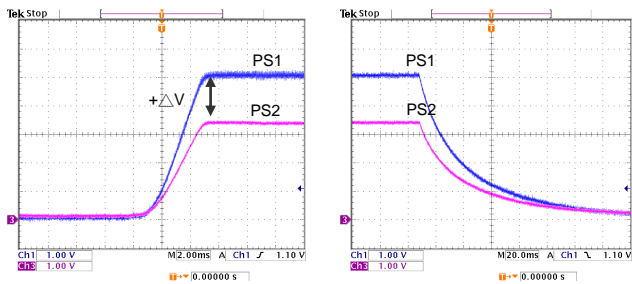 Tek Stop
T
T
PS1
+△V
PS2
3
Ch1 1.00 V M 2.00ms A Ch1 1.10 V
Ch3 1.00 V
T 0.00000 s
Tek Stop
T
T
PS1
PS2
3
Ch1 1.00 V M 20.0ms A Ch1 1.10 V
Ch3 1.00 V
T 0.00000 s